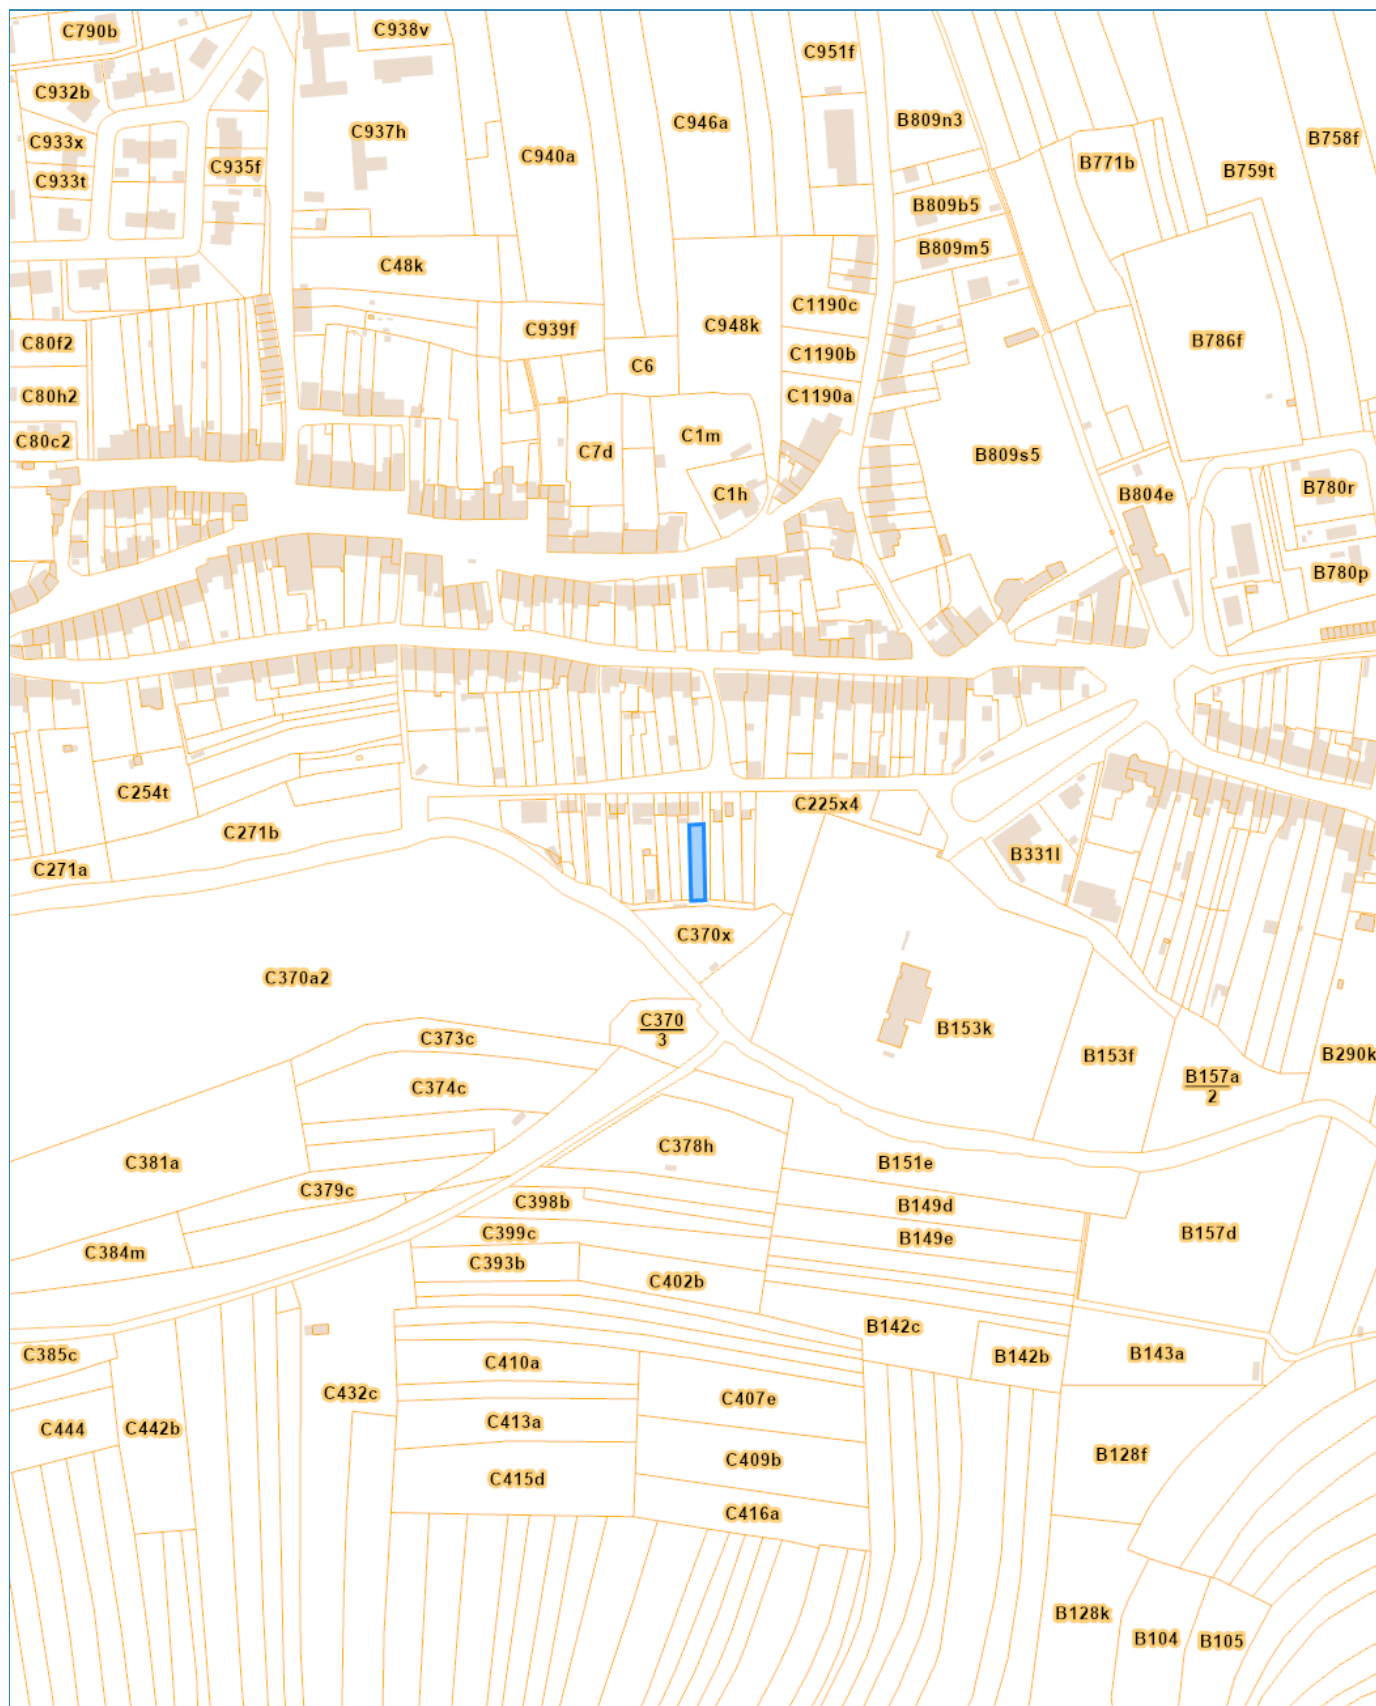 C790b
C938v
C951f
C932b
C946a
B809n3
C937h
C933x
B758f
C940a
B771b
C935f
B759t
C933t
B809b5
B809m5
C48k
C1190c
C939f
C948k
C80f2
B786f
C1190b
C6
C80h2
C1190a
C1m
C80c2
C7d
B809s5
B780r
C1h
B804e
B780p
C254t
C225x4
C271b
B331l
C271a
C370x
C370a2
C370
3
B153k
C373c
B153f
B290k
B157a
2
C374c
C378h
C381a
B151e
C379c
C398b
B149d
C399c
B157d
B149e
C384m
C393b
C402b
B142c
C385c
B142b
B143a
C410a
C432c
C407e
C413a
C444
C442b
B128f
C409b
C415d
C416a
B128k
B104
B105